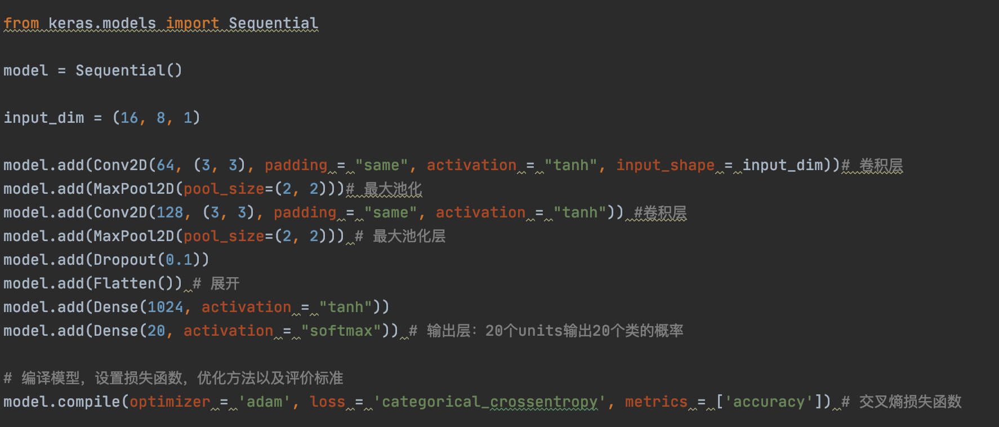 from keras.models import Sequential
model = Sequential()
input_dim = (16, 8, 1)
model.add(Conv2D(64, (3, 3), padding = "same", activation = "tanh", input_shape = input_dim))# 卷积层
model.add(MaxPool2D(pool_size=(2, 2)))# 最大池化
model.add(Conv2D(128, (3, 3), padding = "same", activation = "tanh")) #卷积层
model.add(MaxPool2D(pool_size=(2, 2))) # 最大池化层
model.add(Dropout(0.1))
model.add(Flatten()) # 展开
model.add(Dense(1024, activation = "tanh"))
model.add(Dense(20, activation = "softmax")) # 输出层：20个units输出20个类的概率
# 编译模型，设置损失函数，优化方法以及评价标准
model.compile(optimizer = 'adam', loss = 'categorical_crossentropy', metrics = ['accuracy']) # 交叉熵损失函数